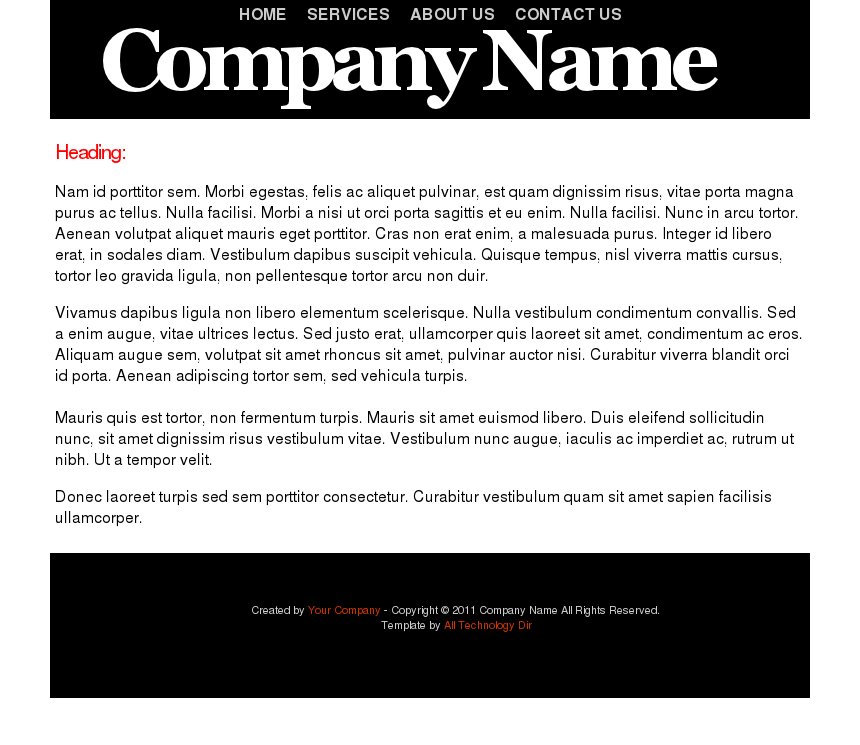 HOME SERVICES ABOUT US CONTACT US
Company Name
Heading:
Nam id porttitor sem. Morbi egestas, felis ac aliquet pulvinar, est quam dignissim risus, vitae porta magna
purus ac tellus. Nulla facilisi. Morbi a nisi ut orci porta sagittis et eu enim. Nulla facilisi. Nunc in arcu tortor.
Aenean volutpat aliquet mauris eget porttitor. Cras non erat enim, a malesuada purus. Integer id libero
erat, in sodales diam. Vestibulum dapibus suscipit vehicula. Quisque tempus, nisl viverra mattis cursus,
tortor leo gravida ligula, non pellentesque tortor arcu non duir.
Vivamus dapibus ligula non libero elementum scelerisque. Nulla vestibulum condimentum convallis. Sed
a enim augue, vitae ultrices lectus. Sed justo erat, ullamcorper quis laoreet sit amet, condimentum ac eros.
Aliquam augue sem, volutpat sit amet rhoncus sit amet, pulvinar auctor nisi. Curabitur viverra blandit orci
id porta. Aenean adipiscing tortor sem, sed vehicula turpis.
Mauris quis est tortor, non fermentum turpis. Mauris sit amet euismod libero. Duis eleifend sollicitudin
nunc, sit amet dignissim risus vestibulum vitae. Vestibulum nunc augue, iaculis ac imperdiet ac, rutrum ut
nibh. Ut a tempor velit.
Donec laoreet turpis sed sem porttitor consectetur. Curabitur vestibulum quam sit amet sapien facilisis
ullamcorper.
Created by Your Company - Copyright © 2011 Company Name All Rights Reserved.
Template by All Technology Dir